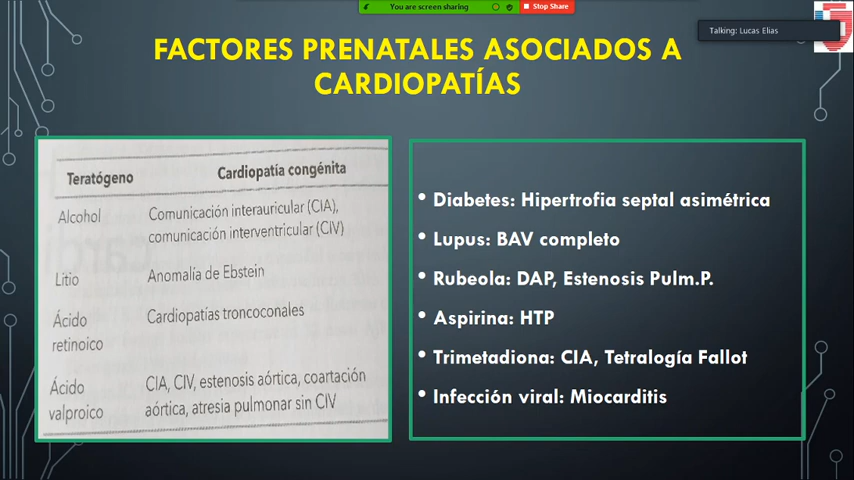 You are screen sharing
Stop Share
Talking: Lucas Elias
FACTORES PRENATALES ASOCIADOS A
CARDIOPATÍAS
Teratógeno Cardiopatía congénita
Alcohol Comunicación interauricular (CIA),
comunicación interventricular (CIV)
Litio Anomalía de Ebstein
Ácido Cardiopatías troncoconales
retinoico
Ácido CIA, CIV, estenosis aórtica, coartación
valproico aórtica, atresia pulmonar sin CIV
• Diabetes: Hipertrofia septal asimétrica
• Lupus: BAV completo
• Rubeola: DAP, Estenosis Pulm.P.
• Aspirina: HTP
• Trimetadiona: CIA, Tetralogía Fallot
• Infección viral: Miocarditis